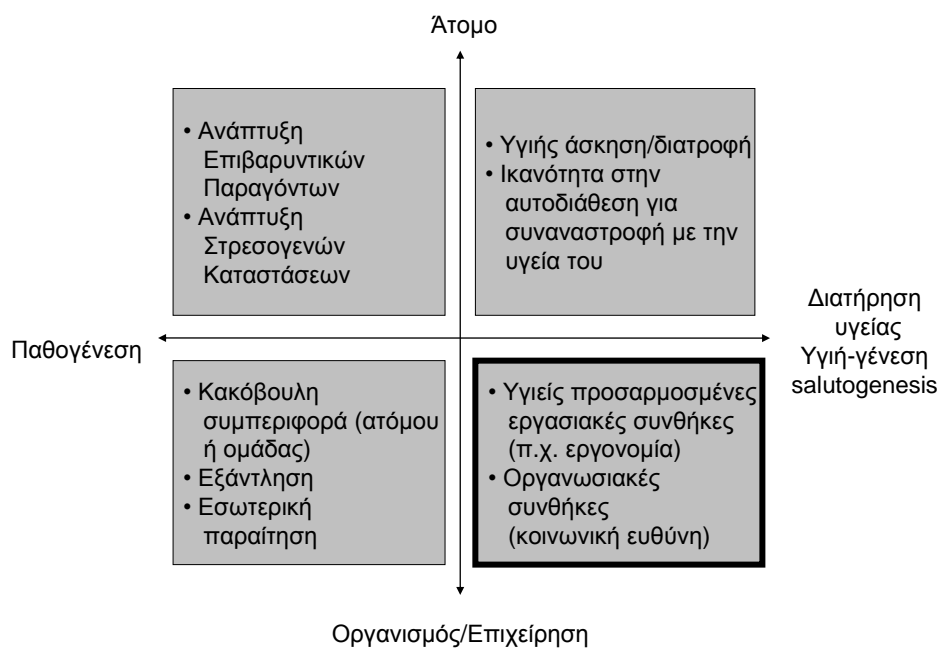 Άτομο
• Ανάπτυξη
Επιβαρυντικών
Παραγόντων
• Ανάπτυξη
Στρεσογενών
Καταστάσεων
• Υγιής άσκηση/διατροφή
• Ικανότητα στην
αυτοδιάθεση για
συναναστροφή με την
υγεία του
Παθογένεση
Διατήρηση
υγείας
Υγιή-γένεση
salutogenesis
• Κακόβουλη
συμπεριφορά (ατόμου
ή ομάδας)
• Εξάντληση
• Εσωτερική
παραίτηση
• Υγιείς προσαρμοσμένες
εργασιακές συνθήκες
(π.χ. εργονομία)
• Οργανωσιακές
συνθήκες
(κοινωνική ευθύνη)
Οργανισμός/Επιχείρηση